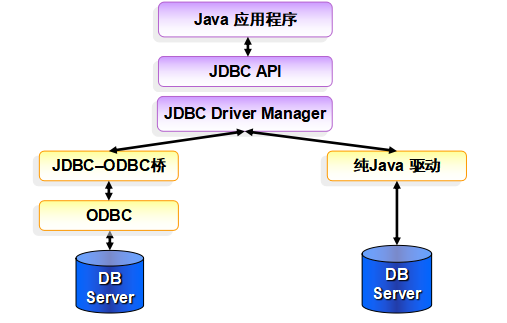 Java 应用程序
JDBC API
JDBC Driver Manager
JDBC–ODBC桥
纯Java 驱动
ODBC
DB
Server
DB
Server